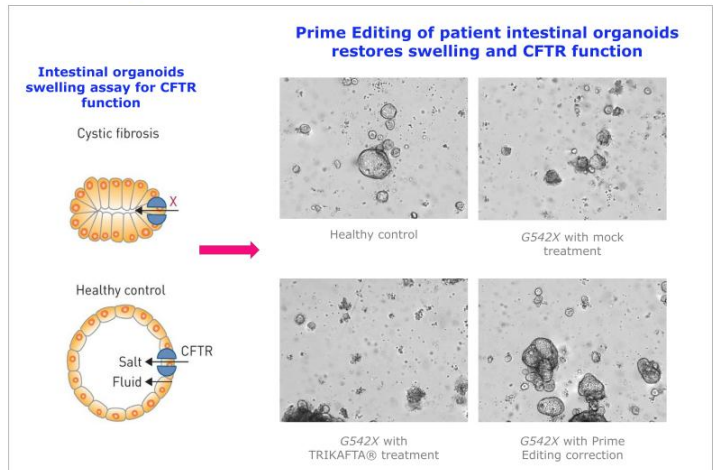 Prime Editing of patient intestinal organoids
restores swelling and CFTR function
Intestinal organoids
swelling assay for CFTR
function
Cystic fibrosis
X
Healthy control
CFTR
Salt
Fluid
Healthy control
G542X with mock
treatment
G542X with
TRIKAFTA® treatment
G542X with Prime
Editing correction